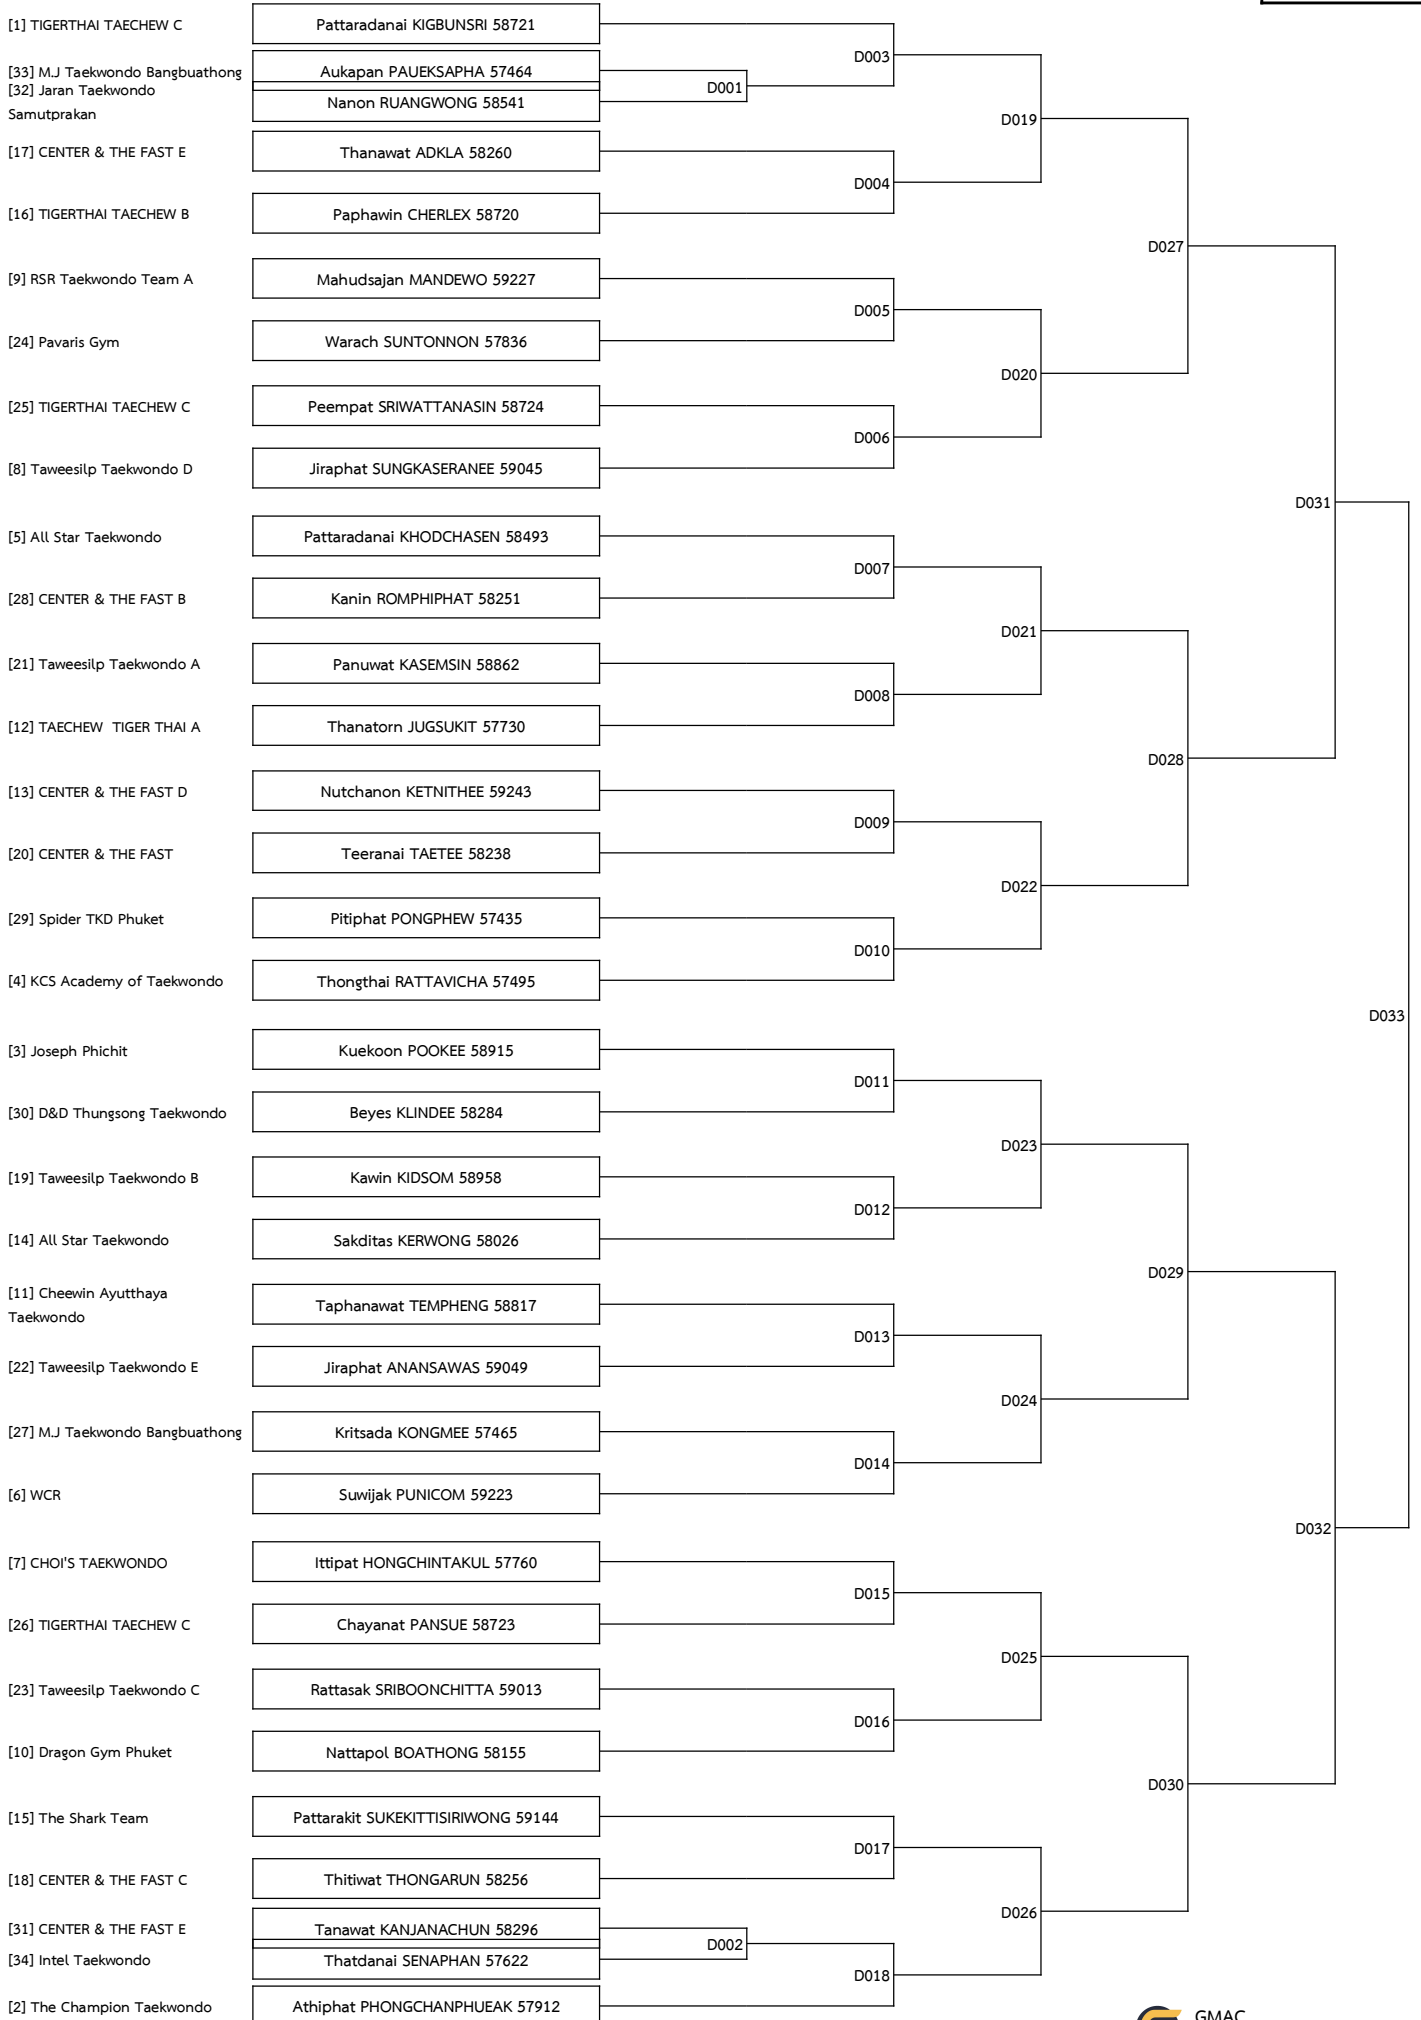 [1] TIGERTHAI TAECHEW C
Pattaradanai KIGBUNSRI 58721
D003
[33] M.J Taekwondo Bangbuathong
Aukapan PAUEKSAPHA 57464
D001
[32] Jaran Taekwondo
Samutprakan
Nanon RUANGWONG 58541
D019
[17] CENTER & THE FAST E
Thanawat ADKLA 58260
D004
[16] TIGERTHAI TAECHEW B
Paphawin CHERLEX 58720
D027
[9] RSR Taekwondo Team A
Mahudsajan MANDEWO 59227
D005
[24] Pavaris Gym
Warach SUNTONNON 57836
D020
[25] TIGERTHAI TAECHEW C
Peempat SRIWATTANASIN 58724
D006
[8] Taweesilp Taekwondo D
Jiraphat SUNGKASERANEE 59045
D031
[5] All Star Taekwondo
Pattaradanai KHODCHASEN 58493
D007
[28] CENTER & THE FAST B
Kanin ROMPHIPHAT 58251
D021
[21] Taweesilp Taekwondo A
Panuwat KASEMSIN 58862
D008
[12] TAECHEW  TIGER THAI A
Thanatorn JUGSUKIT 57730
D028
[13] CENTER & THE FAST D
Nutchanon KETNITHEE 59243
D009
[20] CENTER & THE FAST
Teeranai TAETEE 58238
D022
[29] Spider TKD Phuket
Pitiphat PONGPHEW 57435
D010
[4] KCS Academy of Taekwondo
Thongthai RATTAVICHA 57495
D033
[3] Joseph Phichit
Kuekoon POOKEE 58915
D011
[30] D&D Thungsong Taekwondo
Beyes KLINDEE 58284
D023
[19] Taweesilp Taekwondo B
Kawin KIDSOM 58958
D012
[14] All Star Taekwondo
Sakditas KERWONG 58026
D029
[11] Cheewin Ayutthaya
Taekwondo
Taphanawat TEMPHENG 58817
D013
[22] Taweesilp Taekwondo E
Jiraphat ANANSAWAS 59049
D024
[27] M.J Taekwondo Bangbuathong
Kritsada KONGMEE 57465
D014
[6] WCR
Suwijak PUNICOM 59223
D032
[7] CHOI'S TAEKWONDO
Ittipat HONGCHINTAKUL 57760
D015
[26] TIGERTHAI TAECHEW C
Chayanat PANSUE 58723
D025
[23] Taweesilp Taekwondo C
Rattasak SRIBOONCHITTA 59013
D016
[10] Dragon Gym Phuket
Nattapol BOATHONG 58155
D030
[15] The Shark Team
Pattarakit SUKEKITTISIRIWONG 59144
D017
[18] CENTER & THE FAST C
Thitiwat THONGARUN 58256
D026
[31] CENTER & THE FAST E
Tanawat KANJANACHUN 58296
D002
[34] Intel Taekwondo
Thatdanai SENAPHAN 57622
D018
[2] The Champion Taekwondo
Athiphat PHONGCHANPHUEAK 57912
GMAC